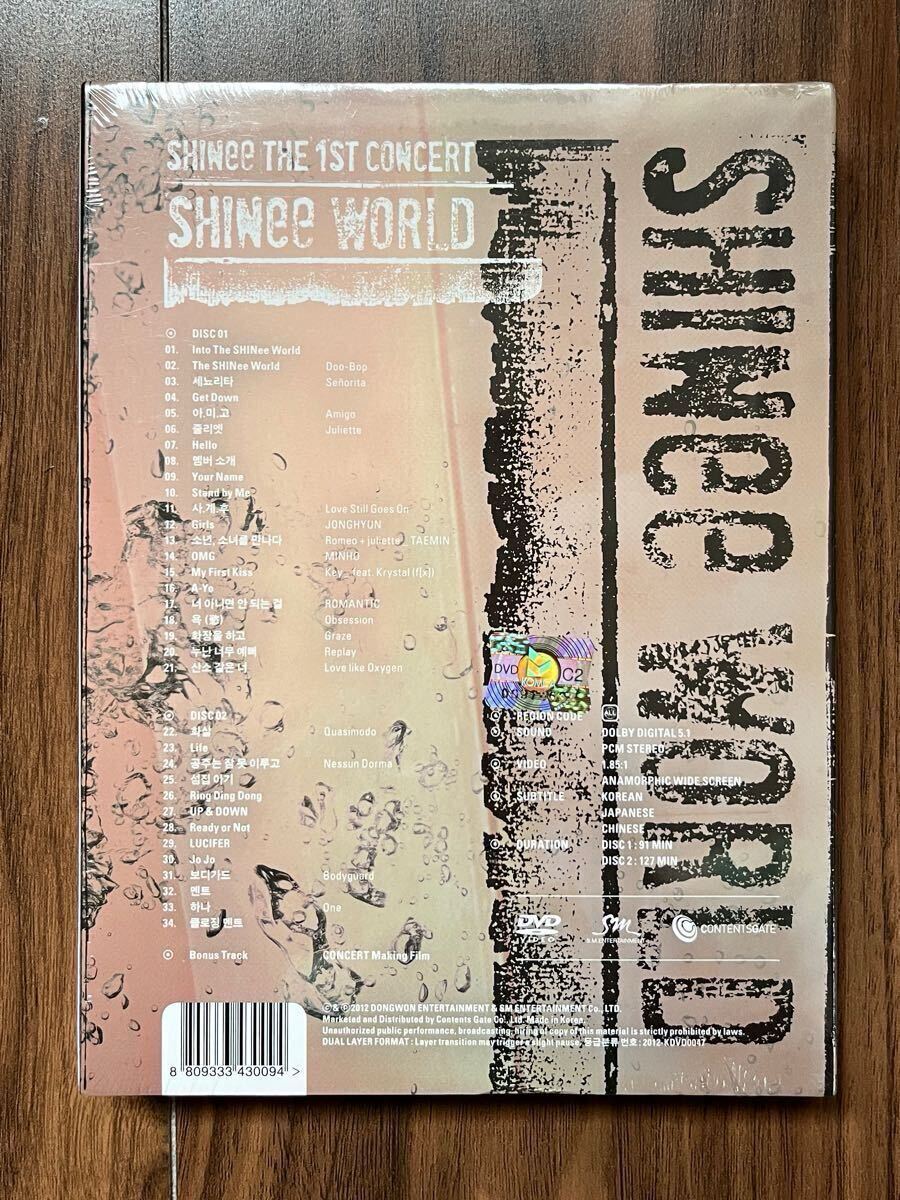 SHINee THE 1ST CONCERT
SHINee WORLD
DISC 01
01. Into The SHINee World
02. The SHINee World Doo-Bop
03. 세뇨리타 Señorita
04. Get Down
05. 아.미.고 Amigo
06. 줄리엣 Juliette
07. Hello
08. 멤버 소개
09. Your Name
10. Stand by Me
11. 사.계.후 Love Still Goes On
12. Girls JONGHYUN
13. 소년, 소녀를 만나다 Romeo + juliette_ TAEMIN
14. OMG MINHO
15. My First Kiss Key_ feat. Krystal (f[x])
16. A-Yo
17. 너 아니면 안 되는 걸 ROMANTIC
18. 욕 (慾) Obsession
19. 화장을 하고 Graze
20. 누난 너무 예뻐 Replay
21. 산소 같은 너 Love like Oxygen
DISC 02
22. 화살 Quasimodo
23. Life
24. 공주는 잠 못 이루고 Nessun Dorma
25. 섬집 아기
26. Ring Ding Dong
27. UP & DOWN
28. Ready or Not
29. LUCIFER
30. Jo Jo
31. 보디가드 Bodyguard
32. 멘트
33. 하나 One
34. 클로징 멘트
Bonus Track CONCERT Making Film
SHINee WORLD
DVD KOMCA C2
REGION CODE ALL
SOUND DOLBY DIGITAL 5.1
PCM STEREO
VIDEO 1.85:1
ANAMORPHIC WIDE SCREEN
SUBTITLE KOREAN
JAPANESE
CHINESE
DURATION DISC 1 : 91 MIN
DISC 2 : 127 MIN
DVD VIDEO SM S.M.ENTERTAINMENT CONTENTSGATE
ⓒ & ⓟ 2012 DONGWON ENTERTAINMENT & SM ENTERTAINMENT Co., LTD.
Marketed and Distributed by Contents Gate Co., Ltd. Made in Korea.
Unauthorized public performance, broadcasting, hiring of copy of this material is strictly prohibited by laws.
DUAL LAYER FORMAT : Layer transition may trigger a slight pause. 등급분류 번호 : 2012-KDVD0047
8 809333 430094 >